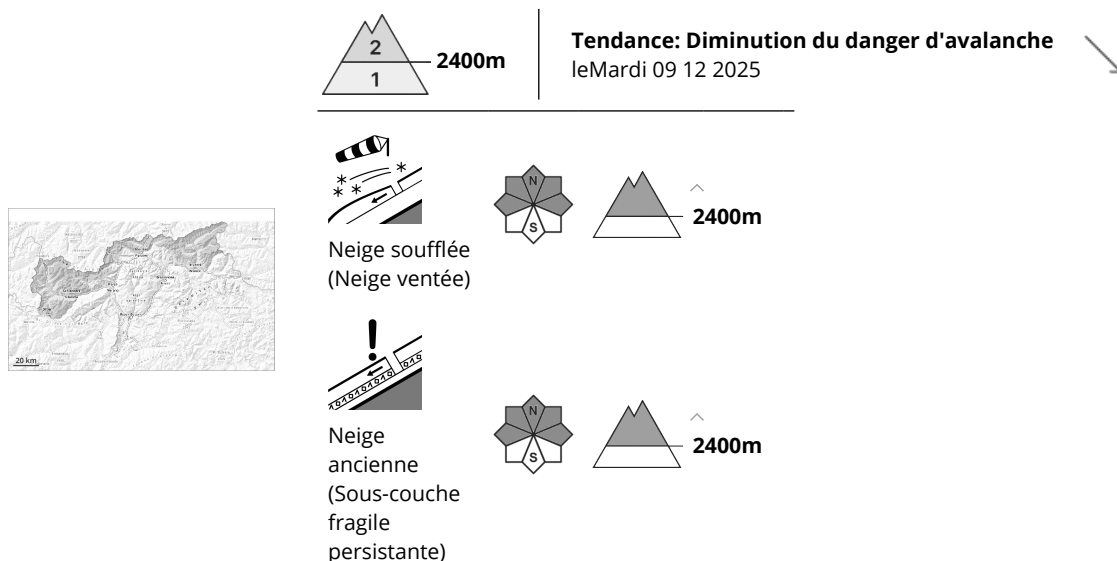 2
1
2400m
Tendance: Diminution du danger d'avalanche
leMardi 09 12 2025
Neige soufflée
(Neige ventée)
N
S
2400m
20 km
Neige
ancienne
(Sous-couche
fragile
persistante)
N
S
2400m